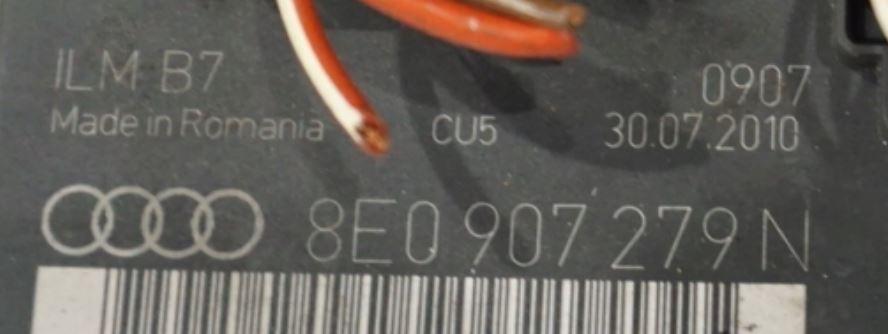 ILM B7 0907
Made in Romania CU5 30.07.2010
8E0 907 279 N